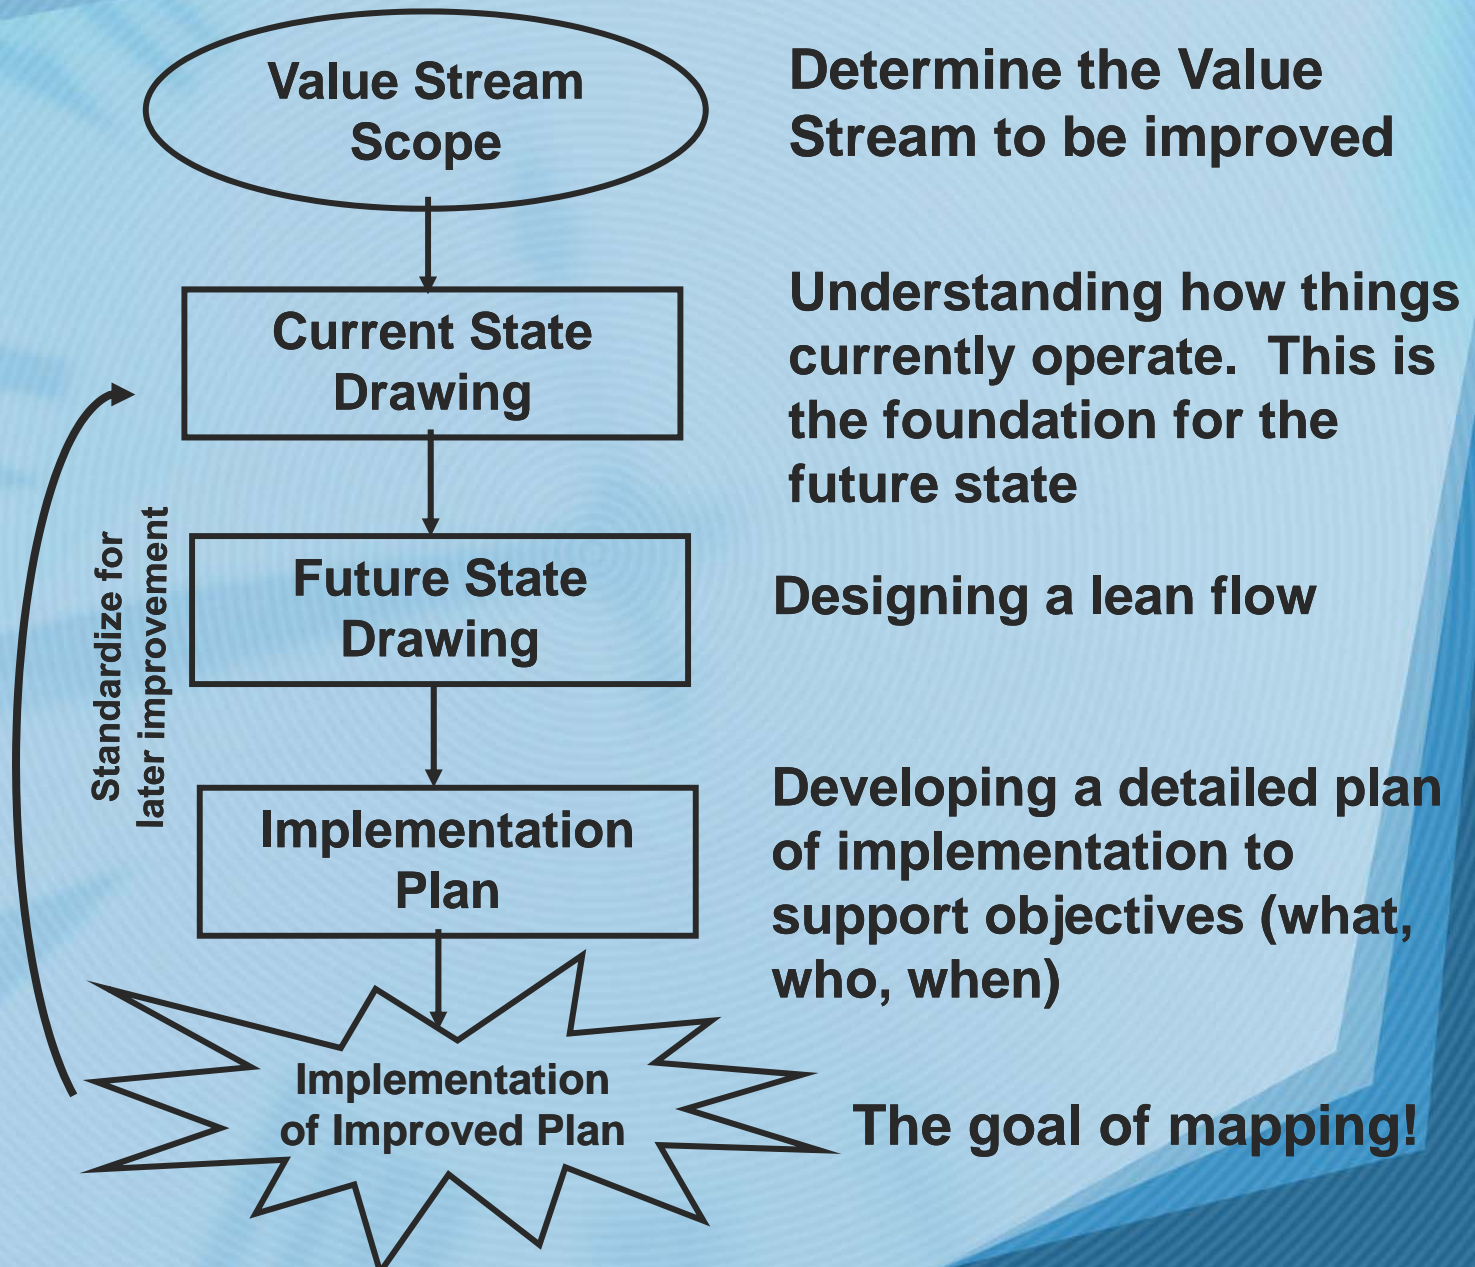 Value Stream
Scope
Determine the Value
Stream to be improved
Current State
Drawing
Understanding how things
currently operate.  This is
the foundation for the
future state
Future State
Drawing
Designing a lean flow
Standardize for
later improvement
Implementation
Plan
Developing a detailed plan
of implementation to
support objectives (what,
who, when)
Implementation
of Improved Plan
The goal of mapping!